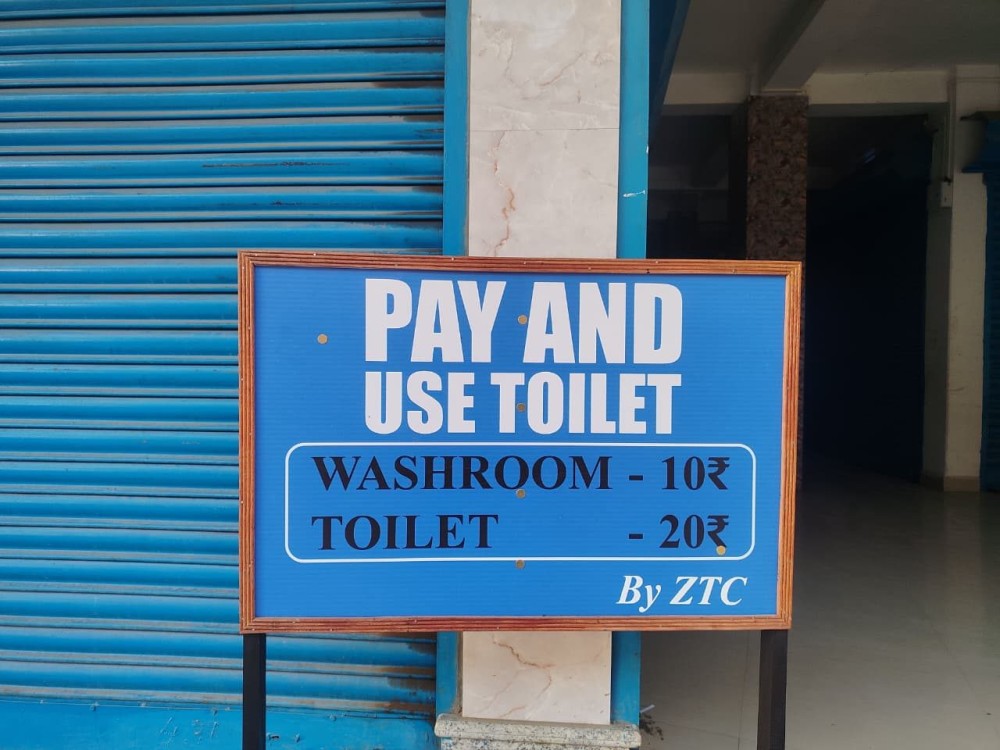 PAY AND
USE TOILET
WASHROOM - 10₹
TOILET - 20₹
By ZTC